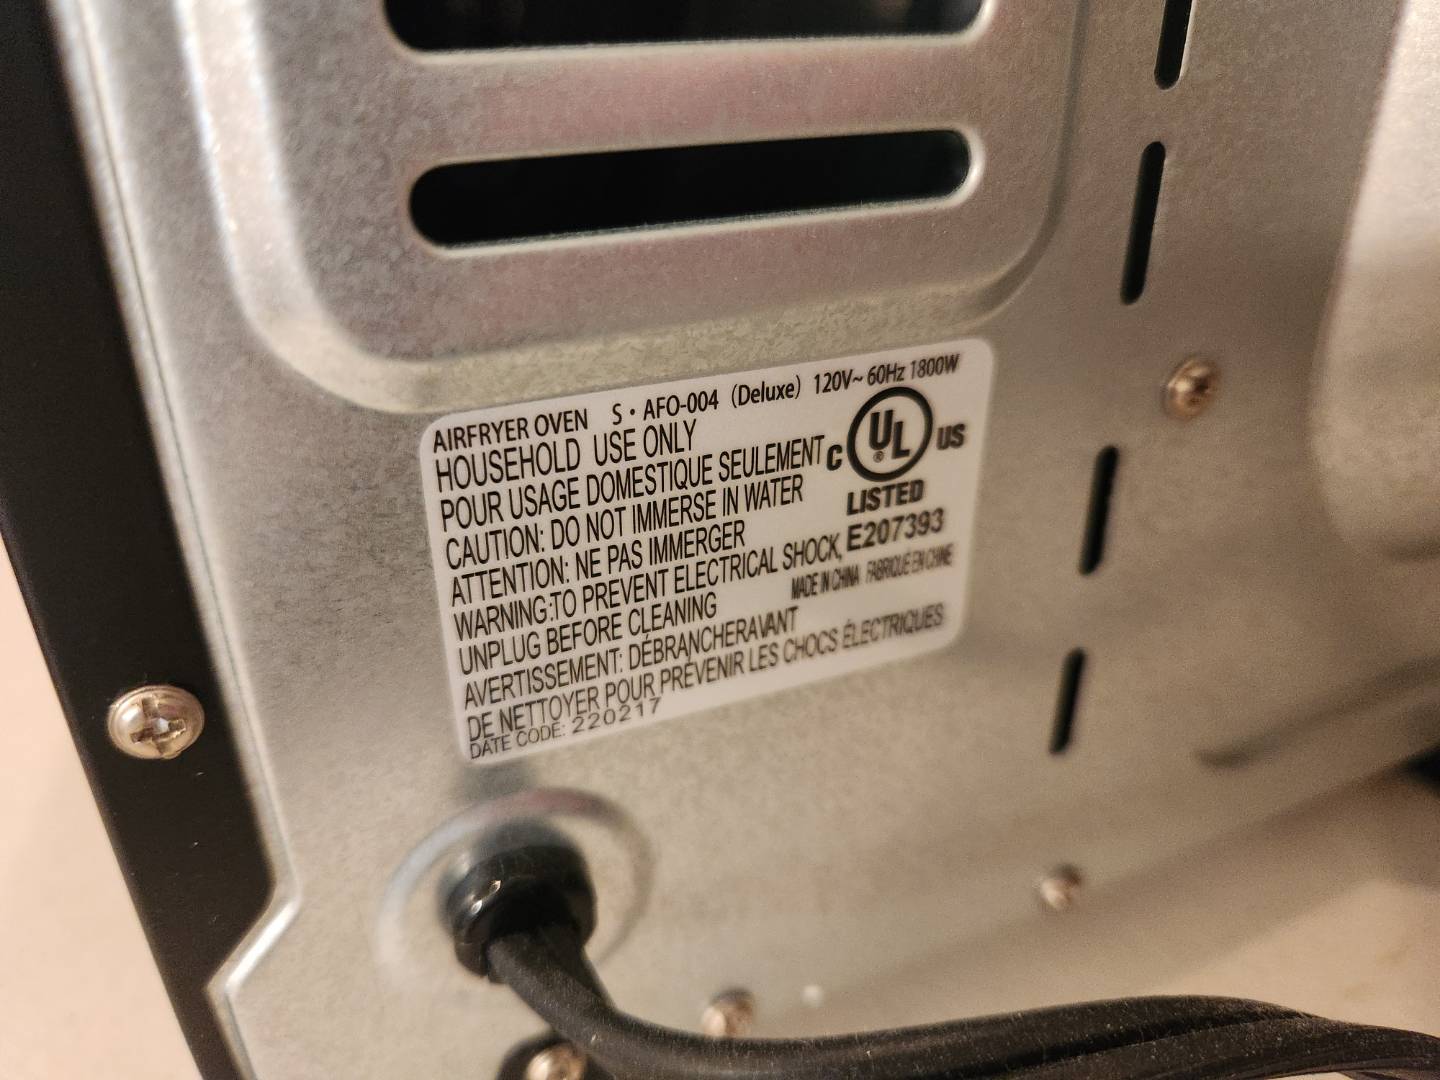 AIRFRYER OVEN S・AFO-004 (Deluxe) 120V~ 60Hz 1800W
HOUSEHOLD USE ONLY
POUR USAGE DOMESTIQUE SEULEMENT
CAUTION: DO NOT IMMERSE IN WATER
ATTENTION: NE PAS IMMERGER
WARNING:TO PREVENT ELECTRICAL SHOCK,
UNPLUG BEFORE CLEANING
AVERTISSEMENT: DÉBRANCHERAVANT
DE NETTOYER POUR PRÉVENIR LES CHOCS ÉLECTRIQUES
DATE CODE: 220217
C UL ® US
LISTED
E207393
MADE IN CHINA FABRIQUÉ EN CHINE